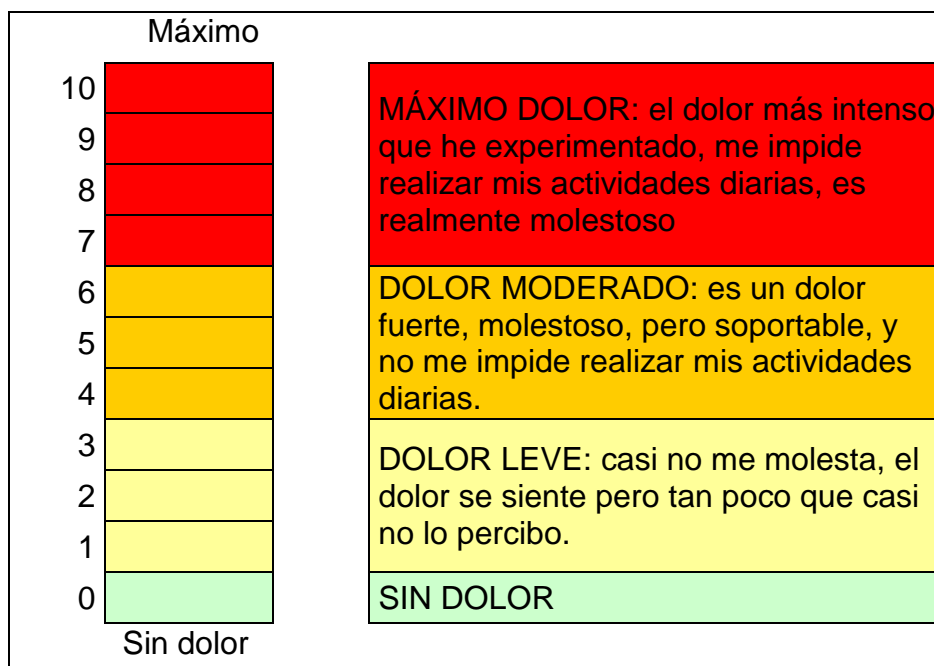 Máximo
10
9
8
7
6
5
4
3
2
1
0
Sin dolor
MÁXIMO DOLOR: el dolor más intenso
que he experimentado, me impide
realizar mis actividades diarias, es
realmente molestoso
DOLOR MODERADO: es un dolor
fuerte, molestoso, pero soportable, y
no me impide realizar mis actividades
diarias.
DOLOR LEVE: casi no me molesta, el
dolor se siente pero tan poco que casi
no lo percibo.
SIN DOLOR